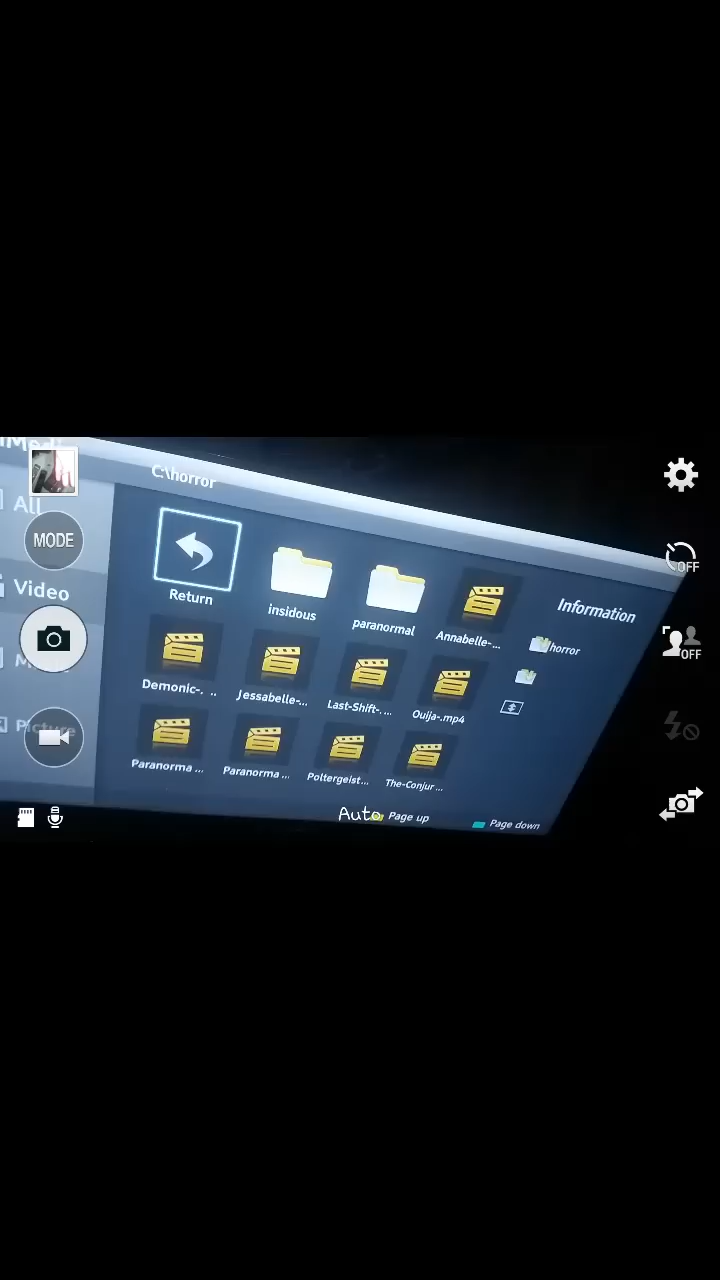 C:\horror
All
MODE
Video
Picture
Return
insidous
paranormal
Annabelle-...
Information
horror
Demonic-. ..
Jessabelle-...
Last-Shift-. ...
Ouija-.mp4
Paranorma ...
Paranorma ...
Poltergeist...
The-Conjur ...
OFF
OFF
Auto
Page up
Page down